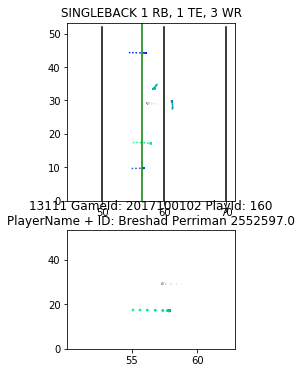 SINGLEBACK 1 RB, 1 TE, 3 WR
50
40
30
20
10
0
50 60 70
13111 GameId: 2017100102 PlayId: 160
PlayerName + ID: Breshad Perriman 2552597.0
40
20
0
55 60